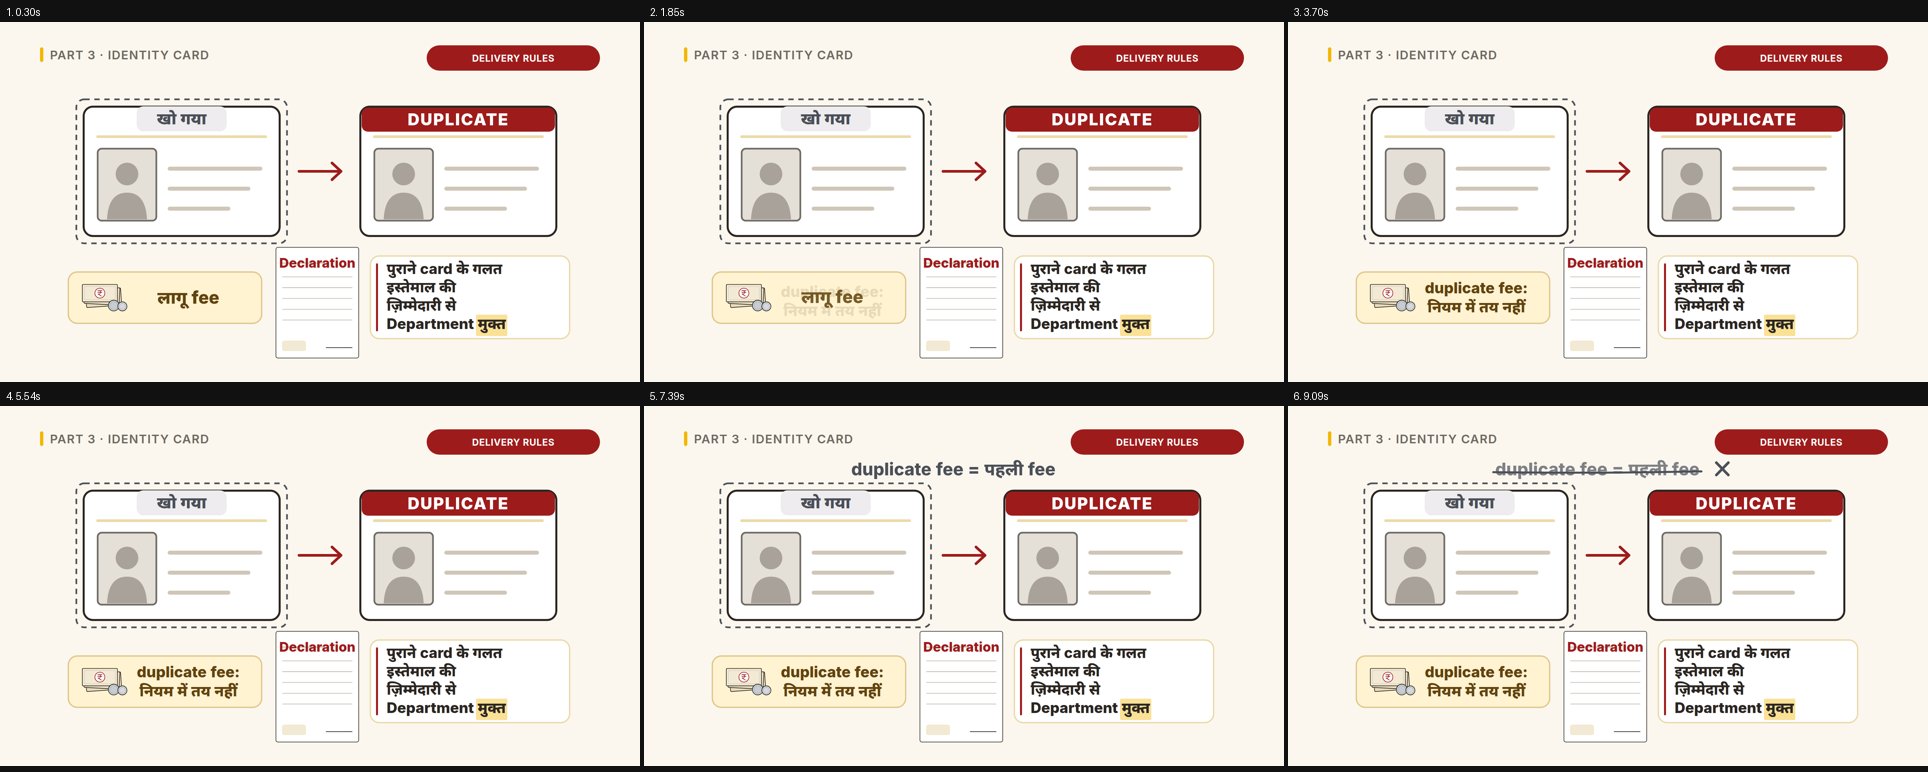 1. 0.30s
PART 3 · IDENTITY CARD
DELIVERY RULES
खो गया
DUPLICATE
लागू fee
₹
Declaration
पुराने card के गलत
इस्तेमाल की
ज़िम्मेदारी से
Department मुक्त
2. 1.85s
PART 3 · IDENTITY CARD
DELIVERY RULES
खो गया
DUPLICATE
duplicate fee:
लागू fee
नियम में तय नहीं
₹
Declaration
पुराने card के गलत
इस्तेमाल की
ज़िम्मेदारी से
Department मुक्त
3. 3.70s
PART 3 · IDENTITY CARD
DELIVERY RULES
खो गया
DUPLICATE
duplicate fee:
नियम में तय नहीं
₹
Declaration
पुराने card के गलत
इस्तेमाल की
ज़िम्मेदारी से
Department मुक्त
4. 5.54s
PART 3 · IDENTITY CARD
DELIVERY RULES
खो गया
DUPLICATE
duplicate fee:
नियम में तय नहीं
₹
Declaration
पुराने card के गलत
इस्तेमाल की
ज़िम्मेदारी से
Department मुक्त
5. 7.39s
PART 3 · IDENTITY CARD
DELIVERY RULES
duplicate fee = पहली fee
खो गया
DUPLICATE
duplicate fee:
नियम में तय नहीं
₹
Declaration
पुराने card के गलत
इस्तेमाल की
ज़िम्मेदारी से
Department मुक्त
6. 9.09s
PART 3 · IDENTITY CARD
DELIVERY RULES
duplicate fee = पहली fee
खो गया
DUPLICATE
duplicate fee:
नियम में तय नहीं
₹
Declaration
पुराने card के गलत
इस्तेमाल की
ज़िम्मेदारी से
Department मुक्त